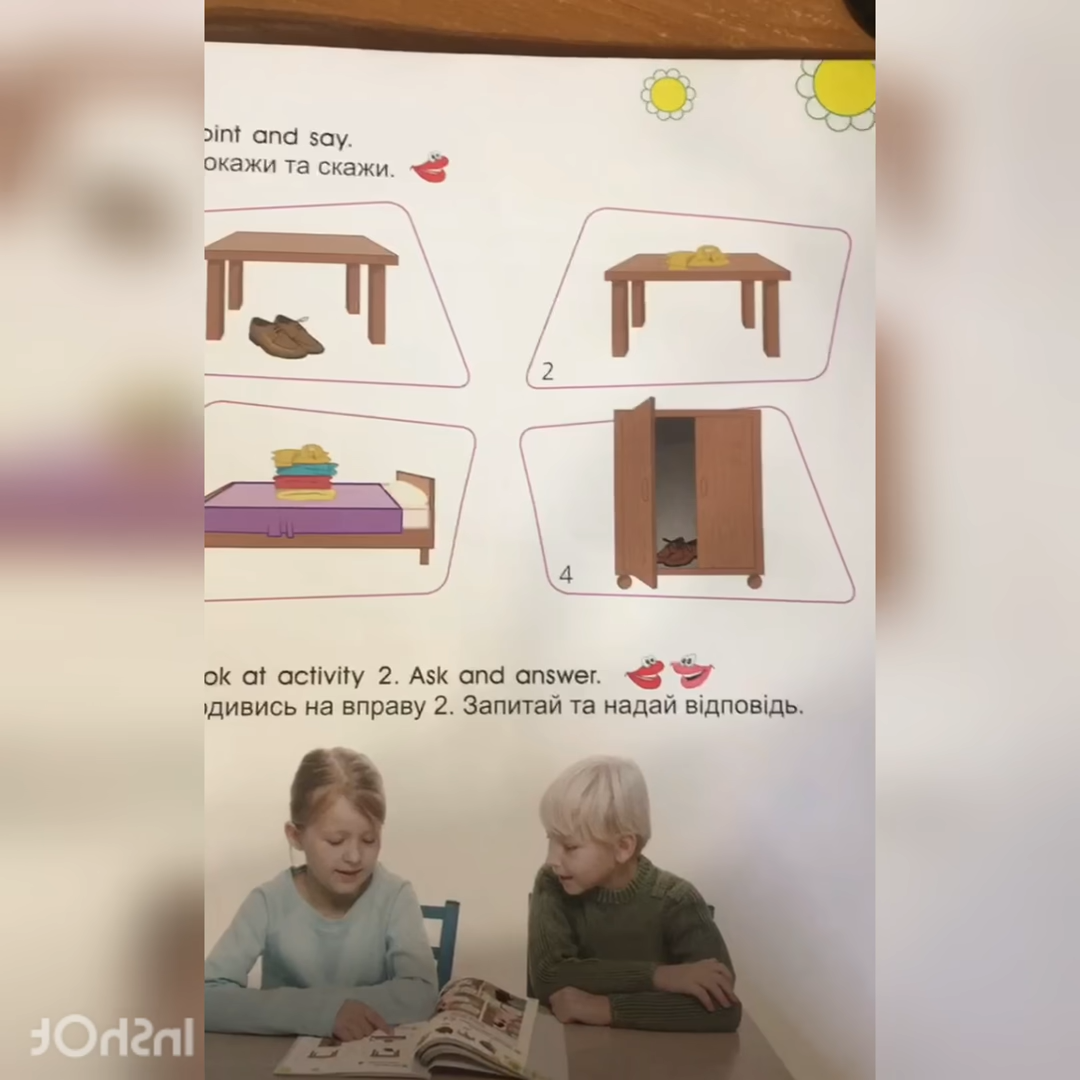 oint and say.
окажи та скажи.
2
4
ok at activity 2. Ask and answer.
одивись на вправу 2. Запитай та надай відповідь.
InShOt